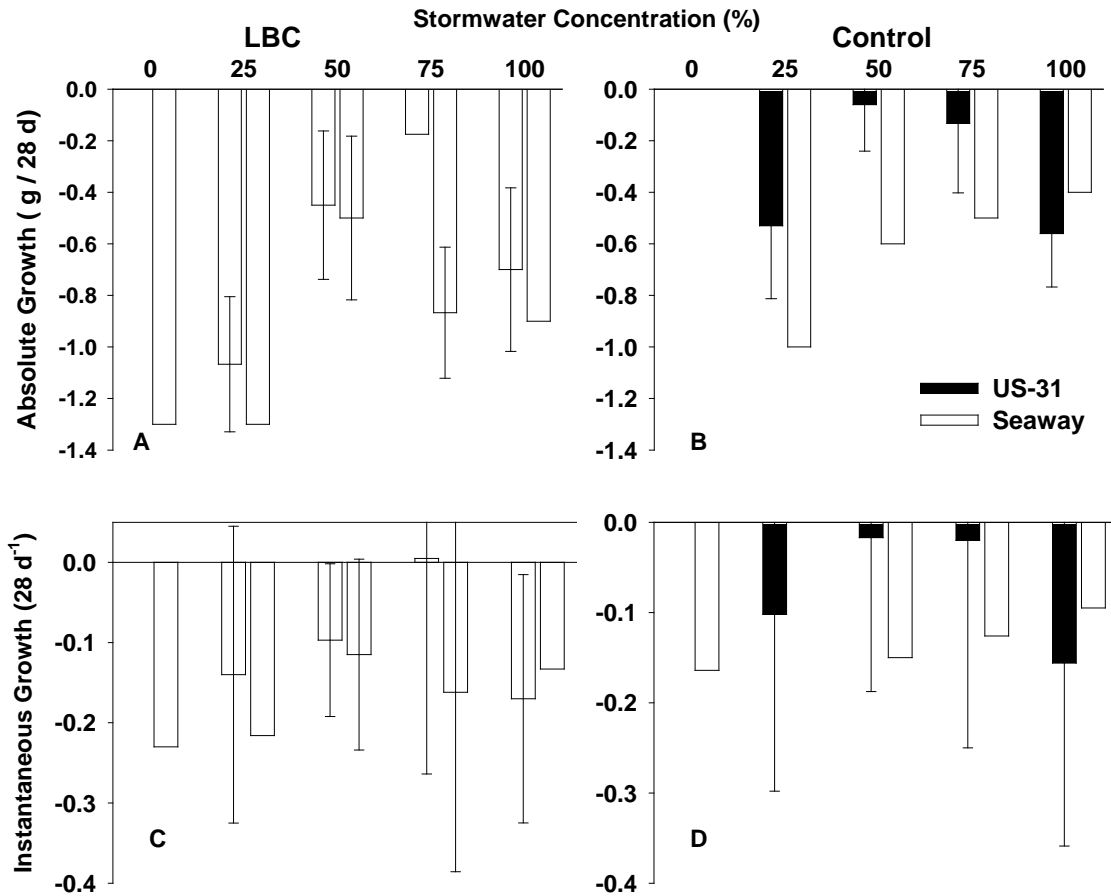 Stormwater Concentration (%)
LBC
Control
0 25 50 75 100
0 25 50 75 100
Absolute Growth ( g / 28 d)
0.0
-0.2
-0.4
-0.6
-0.8
-1.0
-1.2
-1.4
A
0.0
-0.2
-0.4
-0.6
-0.8
-1.0
-1.2
-1.4
US-31
Seaway
B
Instantaneous Growth (28 d⁻¹)
0.0
-0.1
-0.2
-0.3
-0.4
C
0.0
-0.1
-0.2
-0.3
-0.4
D